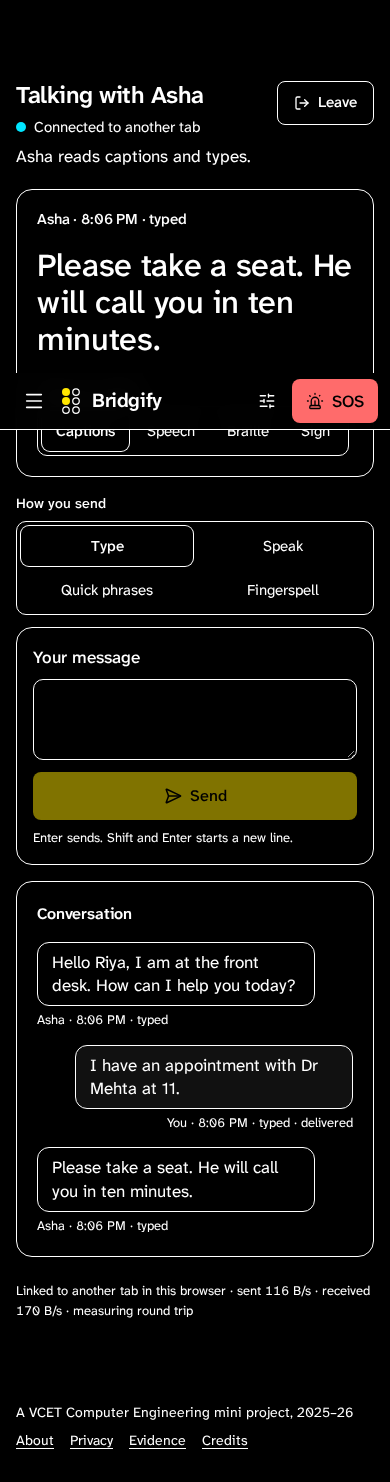 Talking with Asha
Leave
Connected to another tab
Asha reads captions and types.
Asha · 8:06 PM · typed
Please take a seat. He
will call you in ten
minutes.
Bridgify
SOS
Captions Speech Braille Sign
How you send
Type Speak
Quick phrases Fingerspell
Your message
Send
Enter sends. Shift and Enter starts a new line.
Conversation
Hello Riya, I am at the front
desk. How can I help you today?
Asha · 8:06 PM · typed
I have an appointment with Dr
Mehta at 11.
You · 8:06 PM · typed · delivered
Please take a seat. He will call
you in ten minutes.
Asha · 8:06 PM · typed
Linked to another tab in this browser · sent 116 B/s · received
170 B/s · measuring round trip
A VCET Computer Engineering mini project, 2025–26
About Privacy Evidence Credits